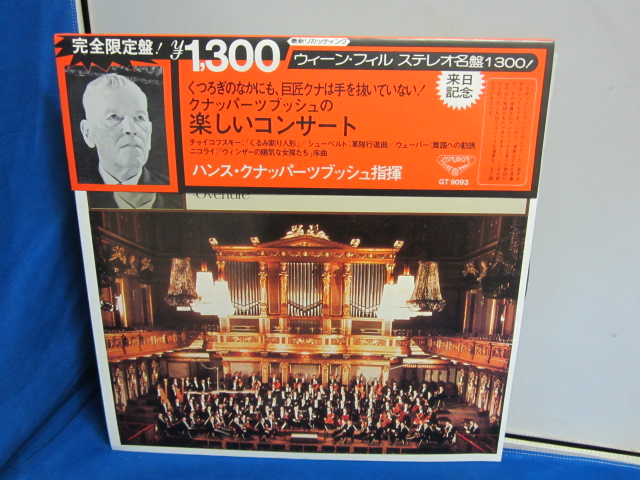 完全限定盤! ¥1,300
最新リカッティング
ウィーン・フィル ステレオ名盤1300!
くつろぎのなかにも、巨匠クナは手を抜いていない!
来日記念
クナッパーツブッシュの
楽しいコンサート
チャイコフスキー:「くるみ割り人形」/シューベルト:軍隊行進曲/ウェーバー:舞踏への勧誘
ニコライ:「ウィンザーの陽気な女房たち」序曲
ハンス・クナッパーツブッシュ指揮
LONDON
GT 9093
Overture